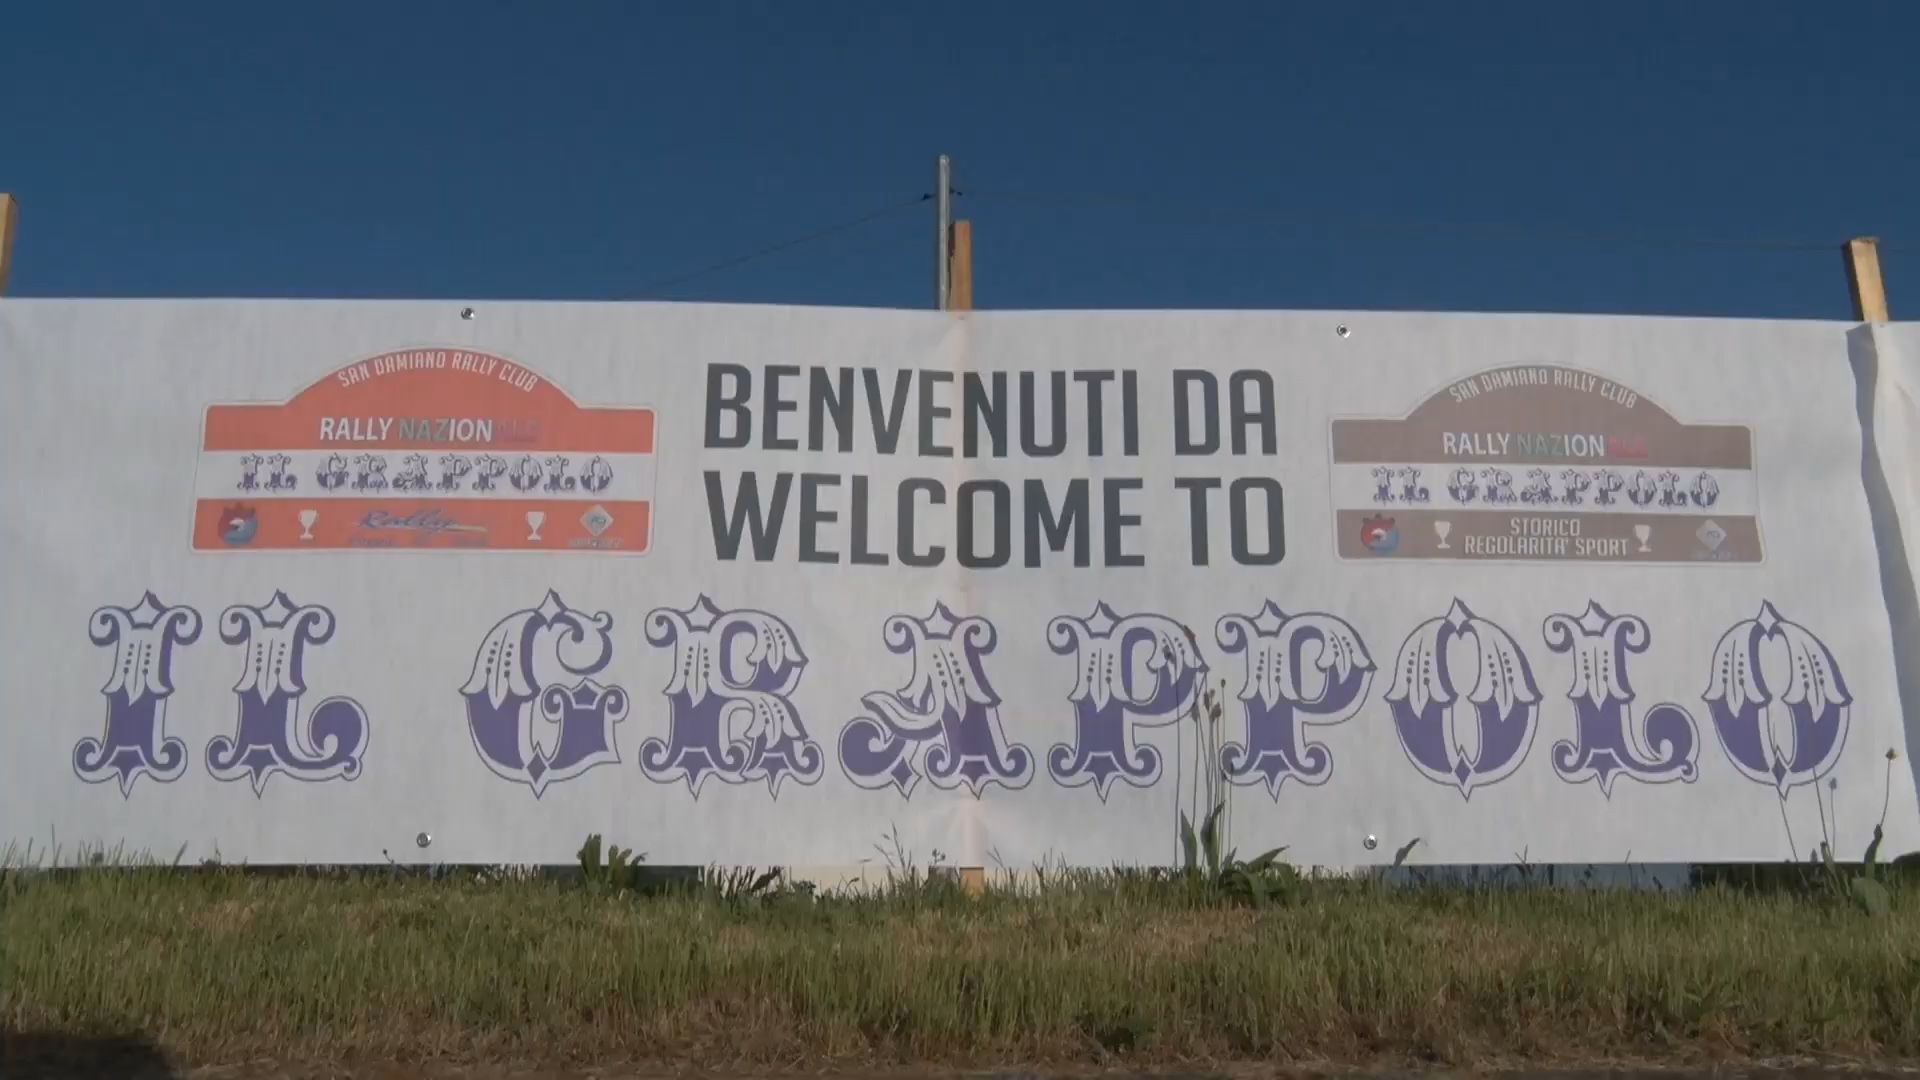 SAN DAMIANO RALLY CLUB
RALLY NAZIONALE
IL GRAPPOLO
Rally
BENVENUTI DA
WELCOME TO
SAN DAMIANO RALLY CLUB
RALLY NAZIONALE
IL GRAPPOLO
STORICO
REGOLARITA' SPORT
IL GRAPPOLO